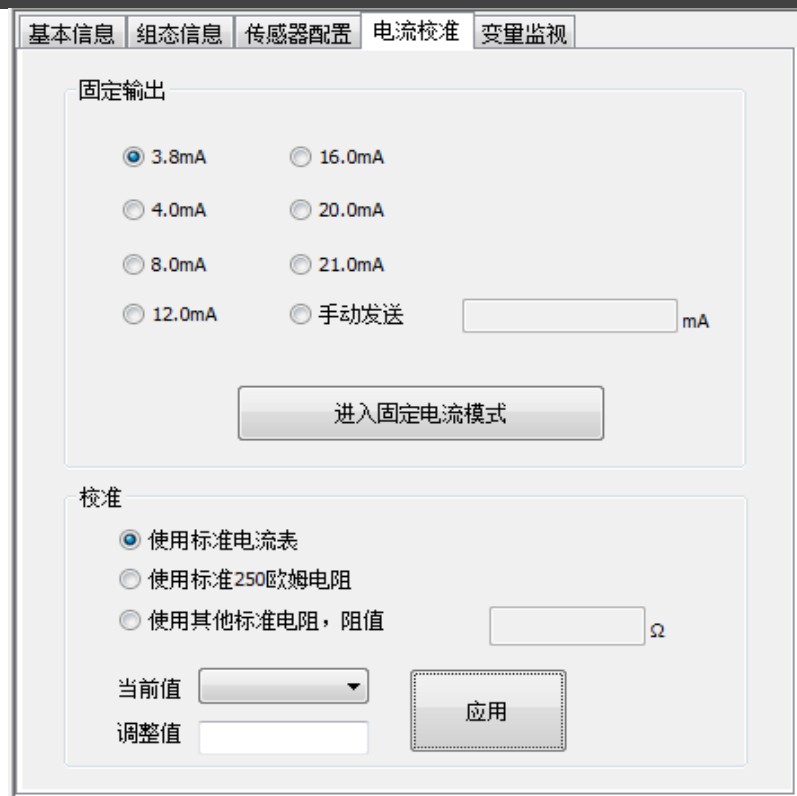 基本信息 组态信息 传感器配置 电流校准 变量监视
固定输出
3.8mA 16.0mA
4.0mA 20.0mA
8.0mA 21.0mA
12.0mA 手动发送 mA
进入固定电流模式
校准
使用标准电流表
使用标准250欧姆电阻
使用其他标准电阻，阻值 Ω
当前值
应用
调整值